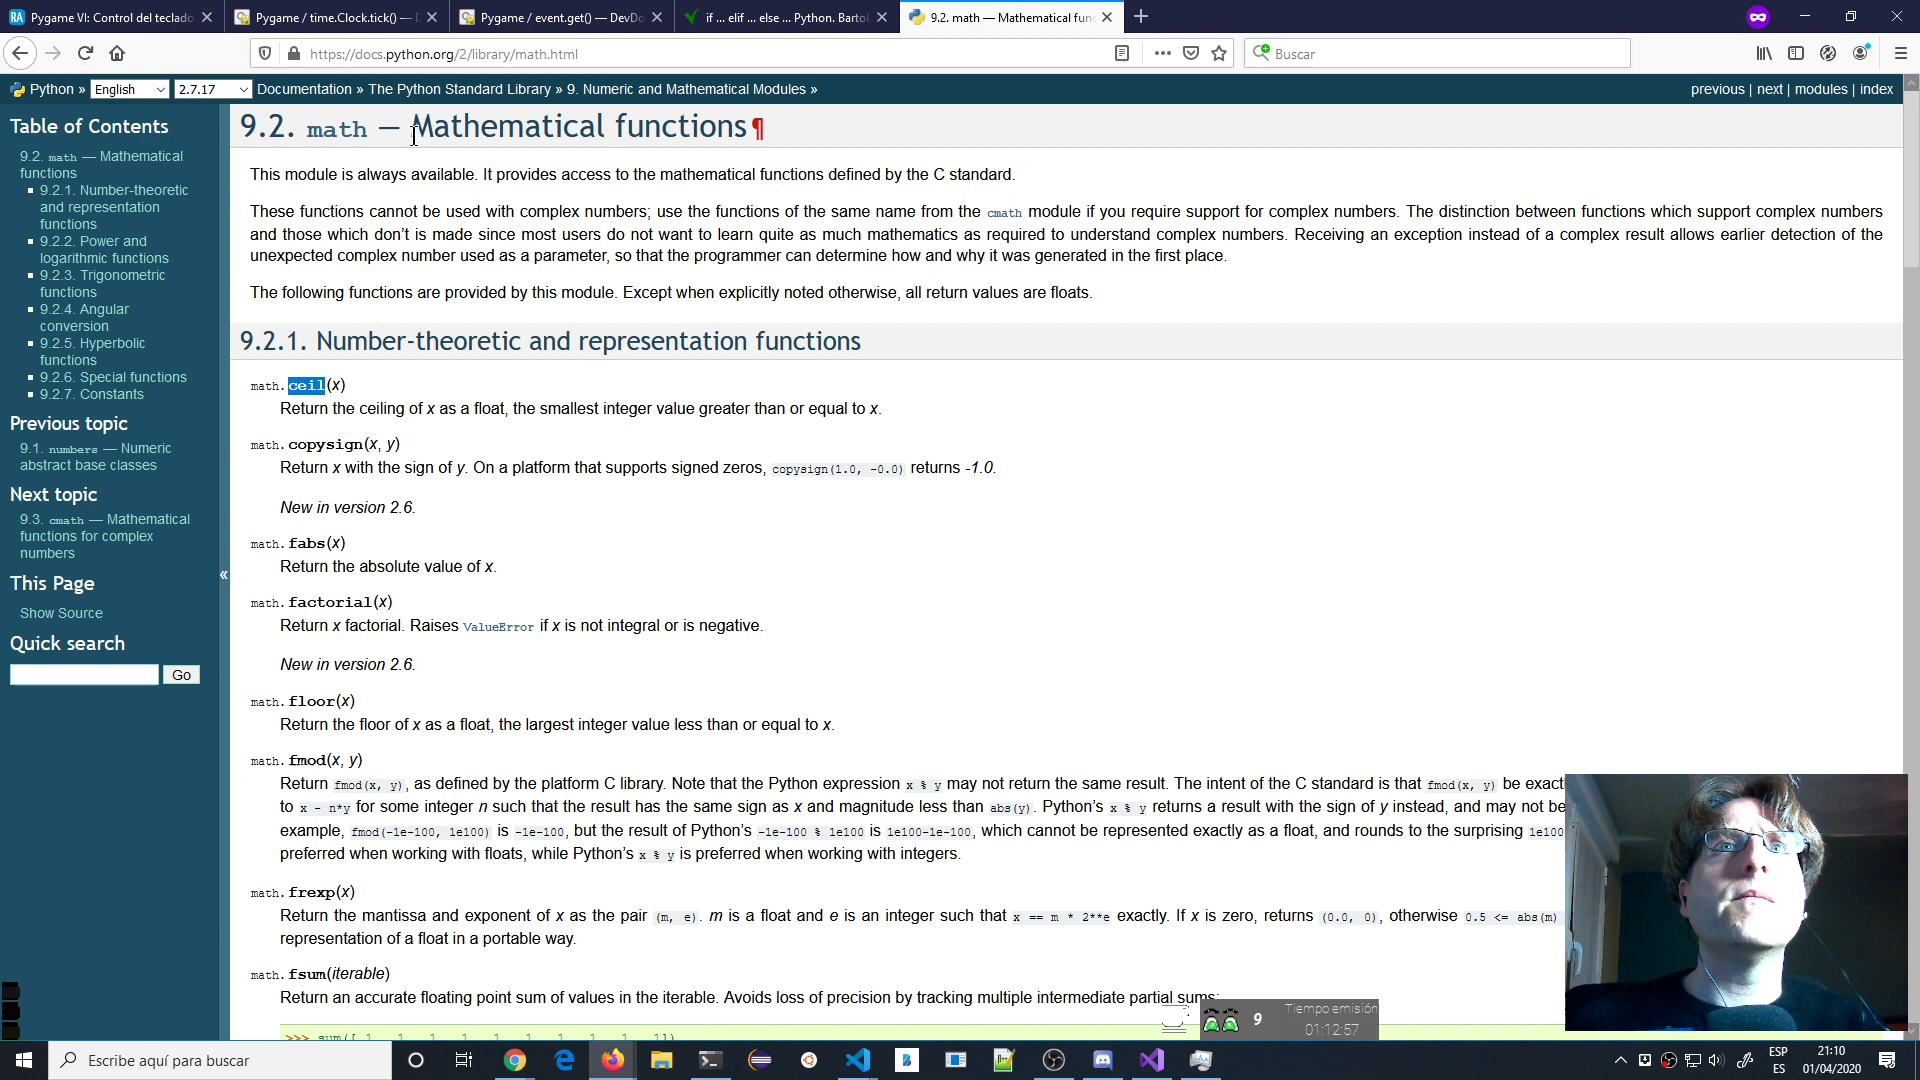 Pygame VI: Control del teclado
Pygame / time.Clock.tick() —
Pygame / event.get() — DevDo
if ... elif ... else ... Python. Bartol
9.2. math — Mathematical func
https://docs.python.org/2/library/math.html
Buscar
Python » English 2.7.17 Documentation » The Python Standard Library » 9. Numeric and Mathematical Modules »
previous | next | modules | index
Table of Contents
9.2. math — Mathematical
functions
9.2.1. Number-theoretic
and representation
functions
9.2.2. Power and
logarithmic functions
9.2.3. Trigonometric
functions
9.2.4. Angular
conversion
9.2.5. Hyperbolic
functions
9.2.6. Special functions
9.2.7. Constants
Previous topic
9.1. numbers — Numeric
abstract base classes
Next topic
9.3. cmath — Mathematical
functions for complex
numbers
This Page
Show Source
Quick search
Go
«
9.2. math — Mathematical functions¶
This module is always available. It provides access to the mathematical functions defined by the C standard.
These functions cannot be used with complex numbers; use the functions of the same name from the cmath module if you require support for complex numbers. The distinction between functions which support complex numbers
and those which don't is made since most users do not want to learn quite as much mathematics as required to understand complex numbers. Receiving an exception instead of a complex result allows earlier detection of the
unexpected complex number used as a parameter, so that the programmer can determine how and why it was generated in the first place.
The following functions are provided by this module. Except when explicitly noted otherwise, all return values are floats.
9.2.1. Number-theoretic and representation functions
math.ceil(x)
Return the ceiling of x as a float, the smallest integer value greater than or equal to x.
math.copysign(x, y)
Return x with the sign of y. On a platform that supports signed zeros, copysign(1.0, -0.0) returns -1.0.
New in version 2.6.
math.fabs(x)
Return the absolute value of x.
math.factorial(x)
Return x factorial. Raises ValueError if x is not integral or is negative.
New in version 2.6.
math.floor(x)
Return the floor of x as a float, the largest integer value less than or equal to x.
math.fmod(x, y)
Return fmod(x, y), as defined by the platform C library. Note that the Python expression x % y may not return the same result. The intent of the C standard is that fmod(x, y) be exact
to x - n*y for some integer n such that the result has the same sign as x and magnitude less than abs(y). Python's x % y returns a result with the sign of y instead, and may not be
example, fmod(-1e-100, 1e100) is -1e-100, but the result of Python's -1e-100 % 1e100 is 1e100-1e-100, which cannot be represented exactly as a float, and rounds to the surprising 1e100
preferred when working with floats, while Python's x % y is preferred when working with integers.
math.frexp(x)
Return the mantissa and exponent of x as the pair (m, e). m is a float and e is an integer such that x == m * 2**e exactly. If x is zero, returns (0.0, 0), otherwise 0.5 <= abs(m)
representation of a float in a portable way.
math.fsum(iterable)
Return an accurate floating point sum of values in the iterable. Avoids loss of precision by tracking multiple intermediate partial sums:
9
Tiempo emisión
01:12:57
Escribe aquí para buscar
ESP
ES
21:10
01/04/2020